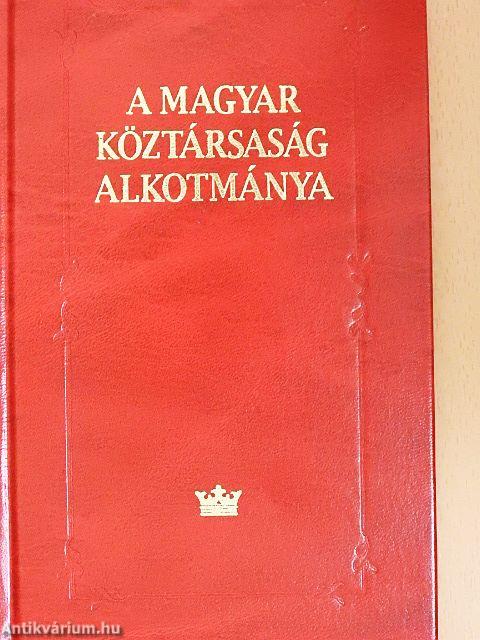 A MAGYAR
KÖZTÁRSASÁG
ALKOTMÁNYA
Antikvárium.hu